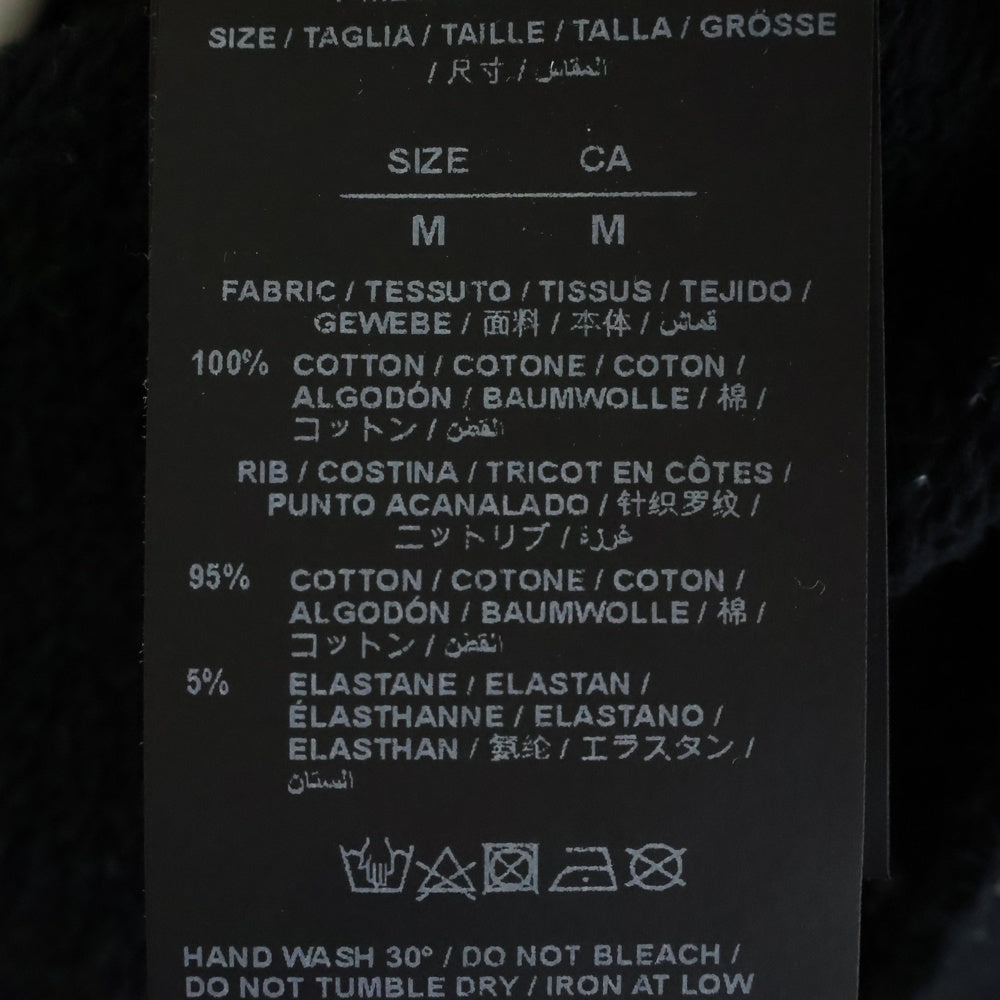 SIZE / TAGLIA / TAILLE / TALLA / GRÖSSE
/ 尺寸 / المقاس
SIZE CA
M M
FABRIC / TESSUTO / TISSUS / TEJIDO /
GEWEBE / 面料 / 本体 / قماش
100% COTTON / COTONE / COTON /
ALGODÓN / BAUMWOLLE / 棉 /
コットン / القطن
RIB / COSTINA / TRICOT EN CÔTES /
PUNTO ACANALADO / 针织罗纹 /
ニットリブ / غرزة
95% COTTON / COTONE / COTON /
ALGODÓN / BAUMWOLLE / 棉 /
コットン / القطن
5% ELASTANE / ELASTAN /
ÉLASTHANNE / ELASTANO /
ELASTHAN / 氨纶 / エラスタン /
الستان
HAND WASH 30° / DO NOT BLEACH /
DO NOT TUMBLE DRY / IRON AT LOW